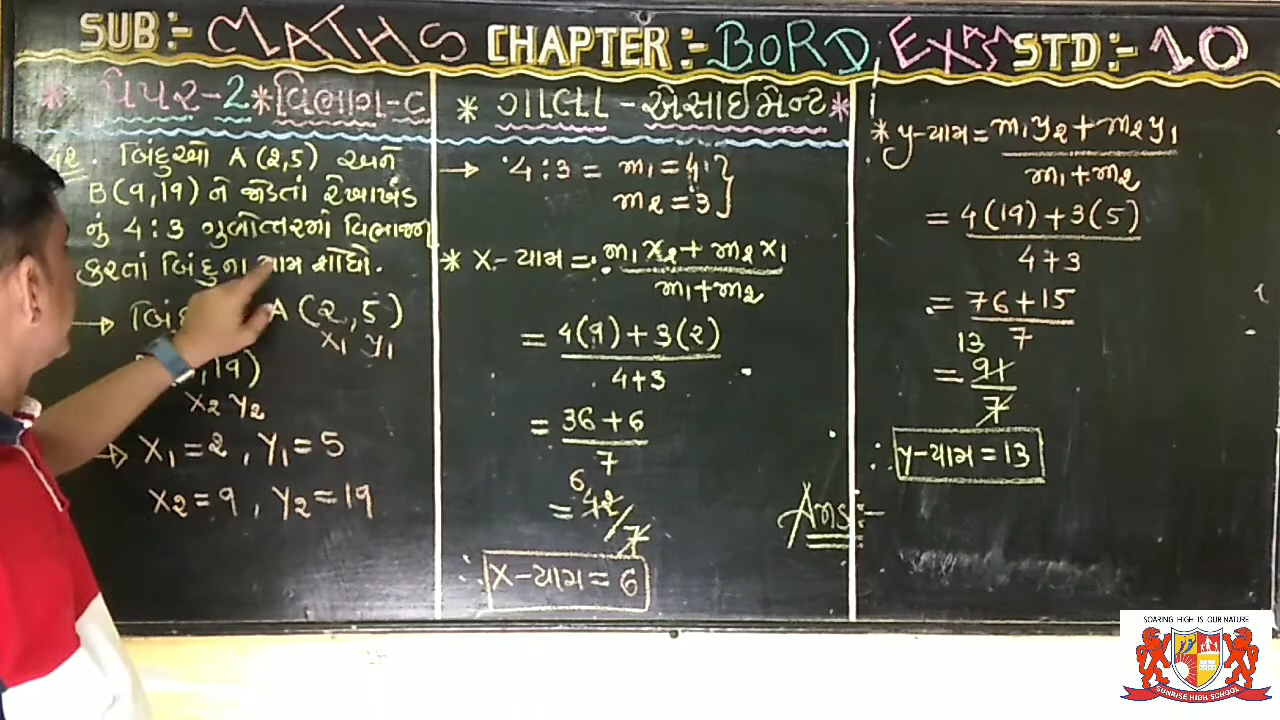 SUB:- MATHS CHAPTER:- BORD EXAM STD:- 10
* પેપર-2 * વિભાગ-C
42. બિંદુઓ A (2,5) અને
B (9,19) ને જોડતાં રેખાખંડ
નું 4:3 ગુણોત્તરમાં વિભાજન
કરતાં બિંદુના યામ શોધો.
→ A (2,5)
x₁ y₁
,19)
x₂ y₂
→ x₁ = 2 , y₁ = 5
x₂ = 9 , y₂ = 19
* ગાલા - એસાઈમેન્ટ *
→ 4:3 = m₁ = 4 }
m₂ = 3 }
* x-યામ = m₁x₂ + m₂x₁
m₁+m₂
= 4(9) + 3(2)
4+3
= 36+6
7
6
= 42/7
∴ x-યામ = 6
Ans:-
* y-યામ = m₁y₂ + m₂y₁
m₁+m₂
= 4(19) + 3(5)
4+3
= 76+15
7
13
= 91
7
∴ y-યામ = 13
SOARING HIGH IS OUR NATURE
SUNRISE HIGH SCHOOL